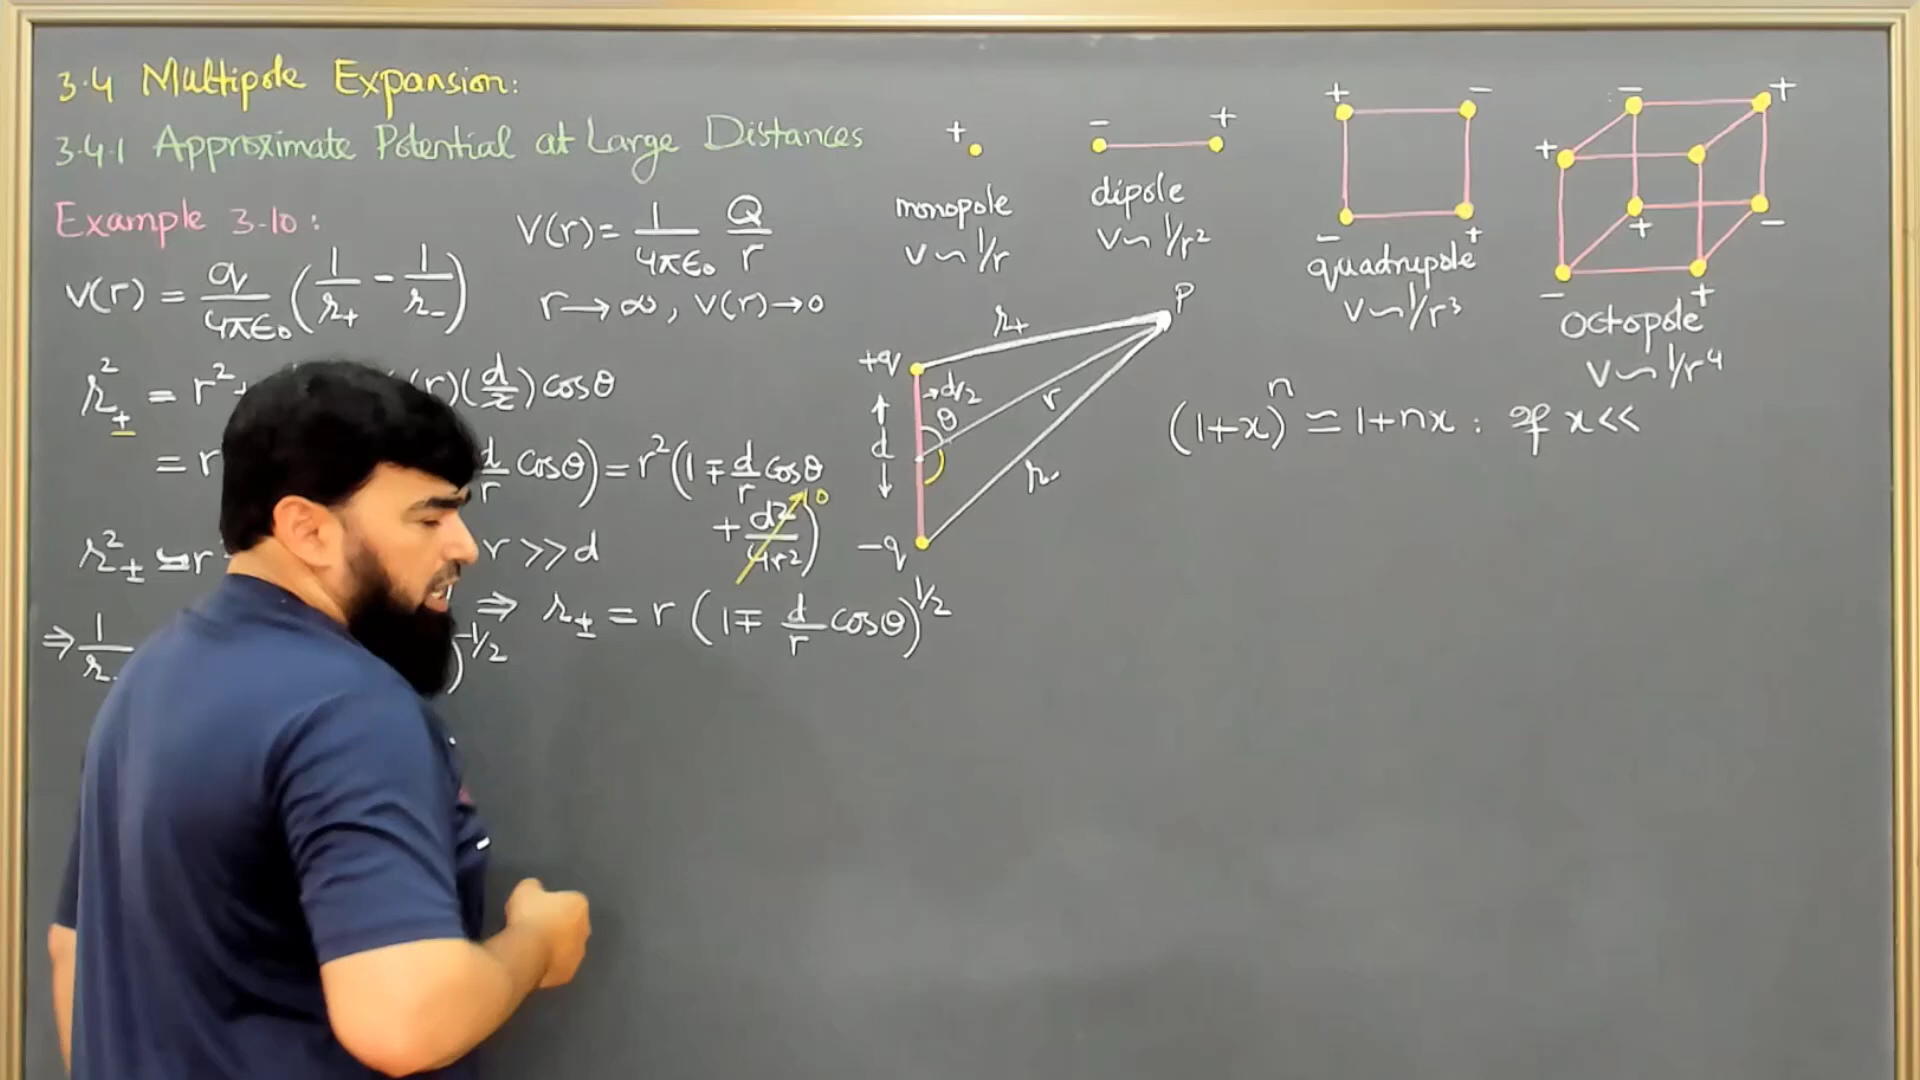 3.4 Multipole Expansion:
3.4.1 Approximate Potential at Large Distances
Example 3.10:
V(r) = 1/4πϵ₀ Q/r
V(r) = q/4πϵ₀ (1/𝓇₊ - 1/𝓇₋)
r → ∞, V(r) → 0
𝓇²± = r² (r)(d/2) cosθ
= r d/r cosθ) = r²(1 ∓ d/r cosθ
+ d²/4r²) 0
𝓇²± ≃ r² r >> d
⇒ 𝓇± = r (1 ∓ d/r cosθ)^1/2
⇒ 1/𝓇 )^-1/2
+
monopole
V ~ 1/r
- +
dipole
V ~ 1/r²
+ -
- +
quadrupole
V ~ 1/r³
- +
+
+ -
- +
Octopole
V ~ 1/r⁴
P
𝓇₊
+q
d/2
θ
r
d
𝓇₋
-q
(1+x)^n ≃ 1+nx : if x <<